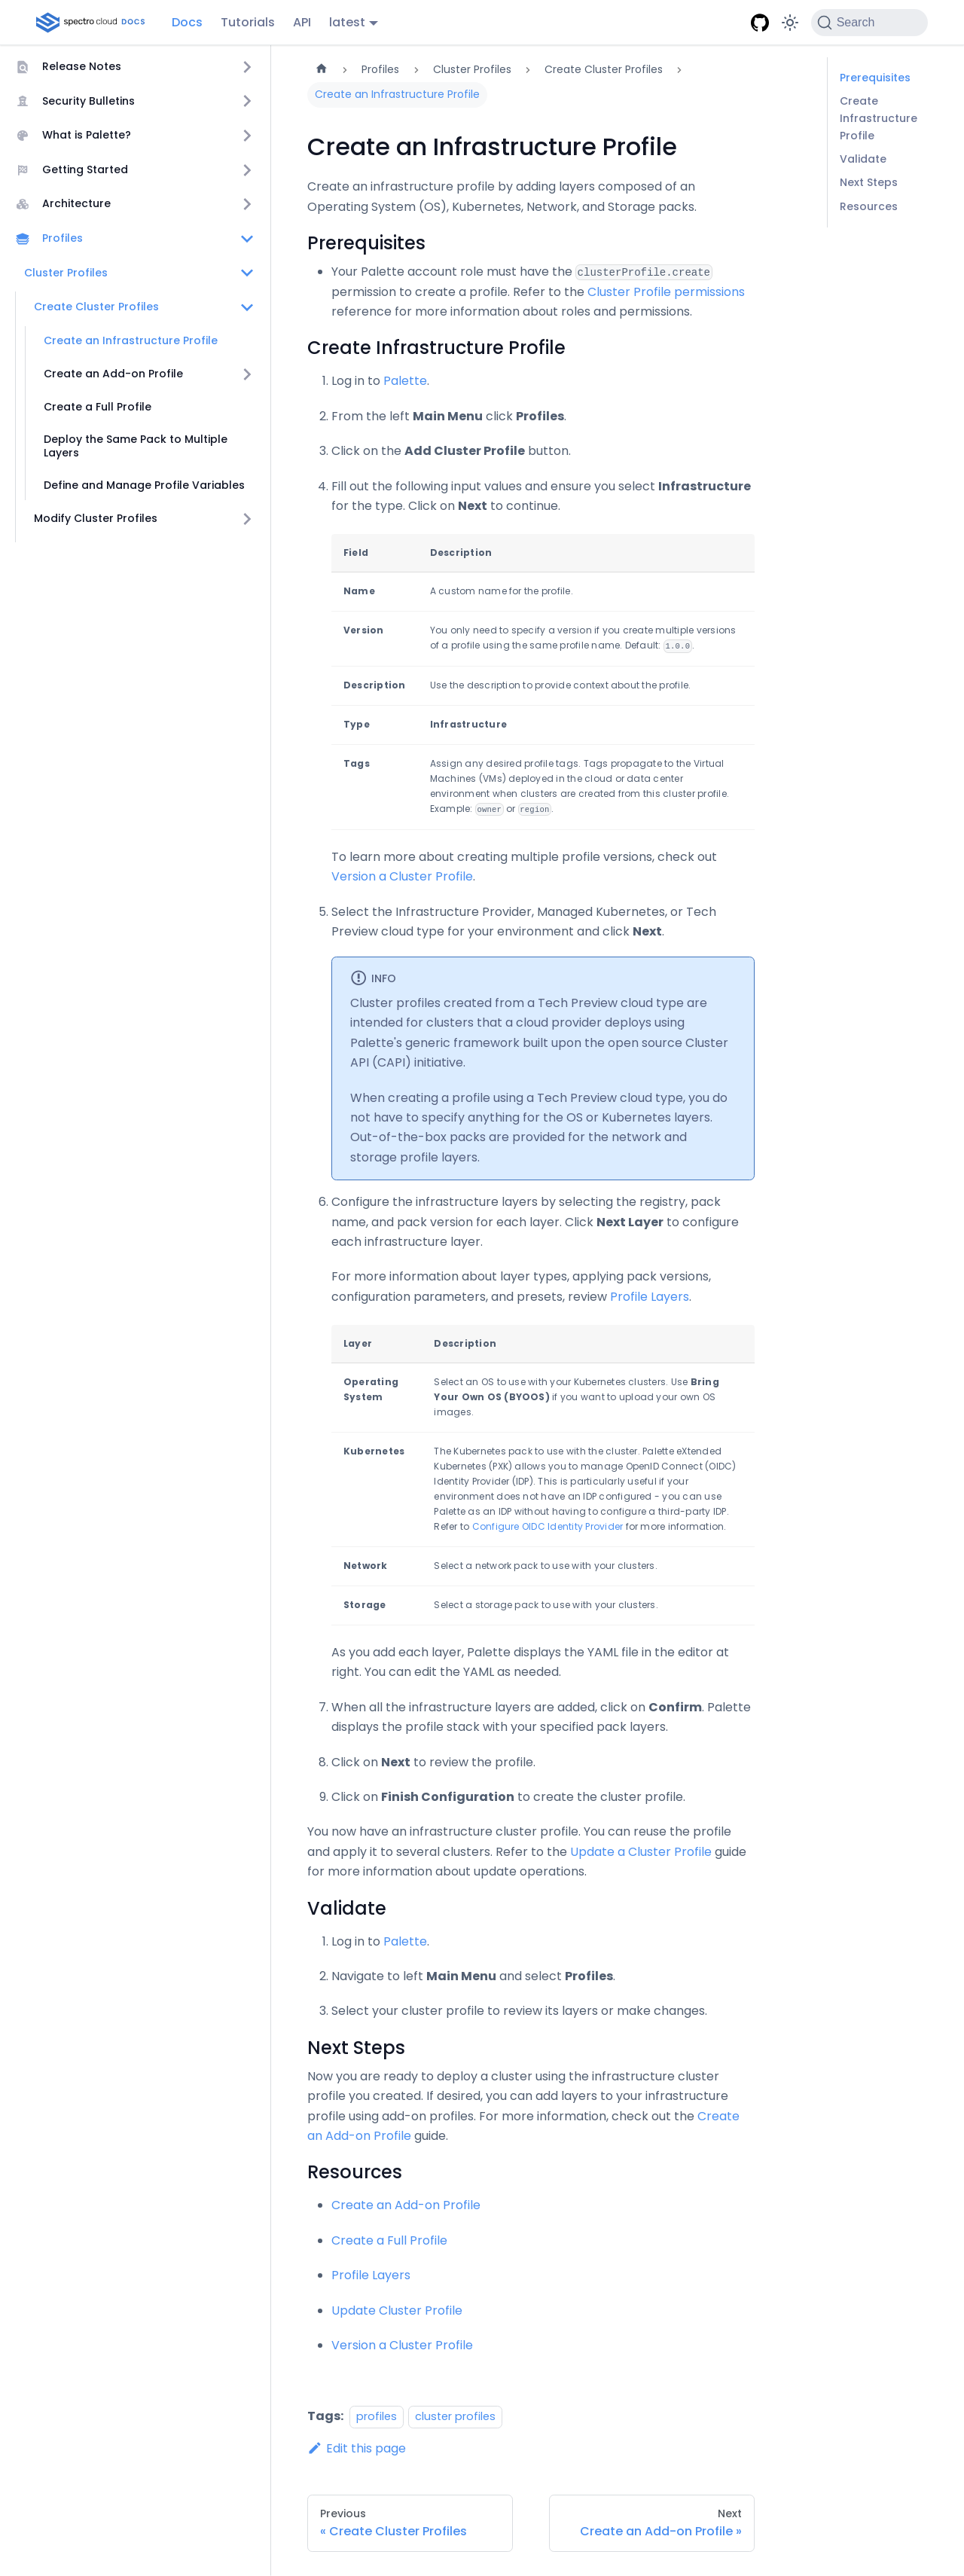 spectro cloud DOCS
Docs
Tutorials
API
latest
Search
Release Notes
Security Bulletins
What is Palette?
Getting Started
Architecture
Profiles
Cluster Profiles
Create Cluster Profiles
Create an Infrastructure Profile
Create an Add-on Profile
Create a Full Profile
Deploy the Same Pack to Multiple
Layers
Define and Manage Profile Variables
Modify Cluster Profiles
Profiles
Cluster Profiles
Create Cluster Profiles
Create an Infrastructure Profile
Create an Infrastructure Profile
Create an infrastructure profile by adding layers composed of an
Operating System (OS), Kubernetes, Network, and Storage packs.
Prerequisites
Your Palette account role must have the clusterProfile.create
permission to create a profile. Refer to the Cluster Profile permissions
reference for more information about roles and permissions.
Create Infrastructure Profile
1. Log in to Palette.
2. From the left Main Menu click Profiles.
3. Click on the Add Cluster Profile button.
4. Fill out the following input values and ensure you select Infrastructure
for the type. Click on Next to continue.
Field Description
Name A custom name for the profile.
Version You only need to specify a version if you create multiple versions
of a profile using the same profile name. Default: 1.0.0.
Description Use the description to provide context about the profile.
Type Infrastructure
Tags Assign any desired profile tags. Tags propagate to the Virtual
Machines (VMs) deployed in the cloud or data center
environment when clusters are created from this cluster profile.
Example: owner or region.
To learn more about creating multiple profile versions, check out
Version a Cluster Profile.
5. Select the Infrastructure Provider, Managed Kubernetes, or Tech
Preview cloud type for your environment and click Next.
INFO
Cluster profiles created from a Tech Preview cloud type are
intended for clusters that a cloud provider deploys using
Palette's generic framework built upon the open source Cluster
API (CAPI) initiative.
When creating a profile using a Tech Preview cloud type, you do
not have to specify anything for the OS or Kubernetes layers.
Out-of-the-box packs are provided for the network and
storage profile layers.
6. Configure the infrastructure layers by selecting the registry, pack
name, and pack version for each layer. Click Next Layer to configure
each infrastructure layer.
For more information about layer types, applying pack versions,
configuration parameters, and presets, review Profile Layers.
Layer Description
Operating Select an OS to use with your Kubernetes clusters. Use Bring
System Your Own OS (BYOOS) if you want to upload your own OS
images.
Kubernetes The Kubernetes pack to use with the cluster. Palette eXtended
Kubernetes (PXK) allows you to manage OpenID Connect (OIDC)
Identity Provider (IDP). This is particularly useful if your
environment does not have an IDP configured - you can use
Palette as an IDP without having to configure a third-party IDP.
Refer to Configure OIDC Identity Provider for more information.
Network Select a network pack to use with your clusters.
Storage Select a storage pack to use with your clusters.
As you add each layer, Palette displays the YAML file in the editor at
right. You can edit the YAML as needed.
7. When all the infrastructure layers are added, click on Confirm. Palette
displays the profile stack with your specified pack layers.
8. Click on Next to review the profile.
9. Click on Finish Configuration to create the cluster profile.
You now have an infrastructure cluster profile. You can reuse the profile
and apply it to several clusters. Refer to the Update a Cluster Profile guide
for more information about update operations.
Validate
1. Log in to Palette.
2. Navigate to left Main Menu and select Profiles.
3. Select your cluster profile to review its layers or make changes.
Next Steps
Now you are ready to deploy a cluster using the infrastructure cluster
profile you created. If desired, you can add layers to your infrastructure
profile using add-on profiles. For more information, check out the Create
an Add-on Profile guide.
Resources
Create an Add-on Profile
Create a Full Profile
Profile Layers
Update Cluster Profile
Version a Cluster Profile
Tags: profiles cluster profiles
Edit this page
Previous
« Create Cluster Profiles
Next
Create an Add-on Profile »
Prerequisites
Create
Infrastructure
Profile
Validate
Next Steps
Resources